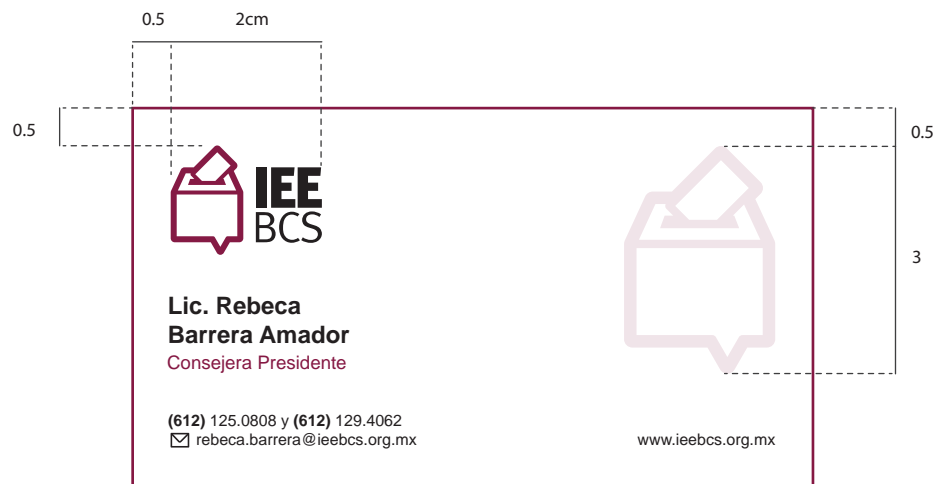 0.5 2cm
0.5
0.5
IEE
BCS
3
Lic. Rebeca
Barrera Amador
Consejera Presidente
(612) 125.0808 y (612) 129.4062
rebeca.barrera@ieebcs.org.mx
www.ieebcs.org.mx